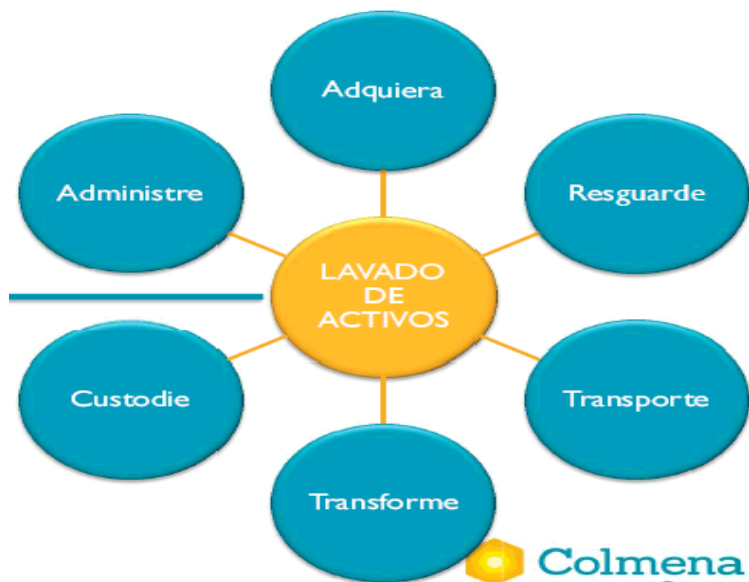 Adquiera
Administre
Resguarde
LAVADO
DE
ACTIVOS
Custodie
Transporte
Transforme
Colmena